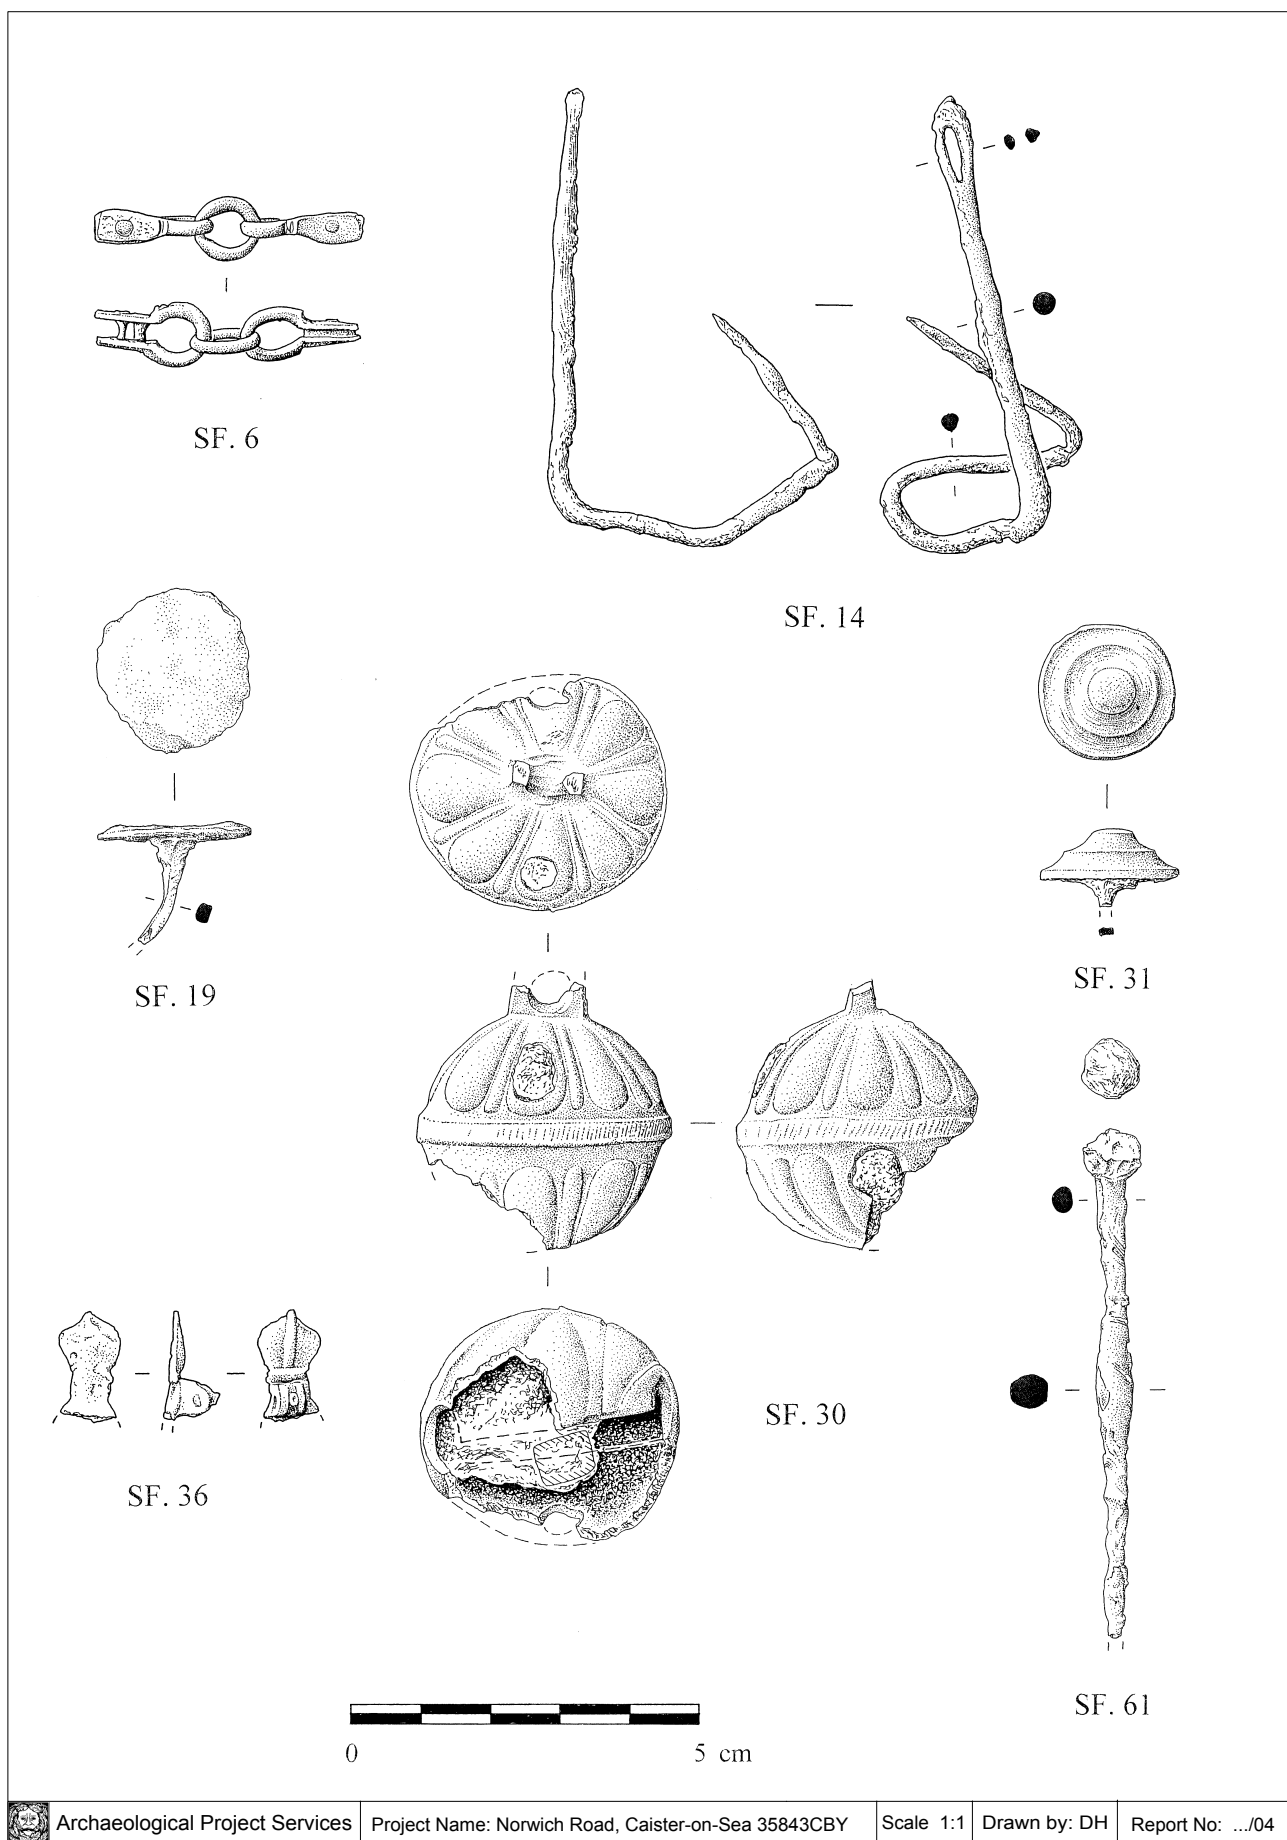 SF. 6
SF. 14
SF. 19
SF. 31
SF. 30
SF. 36
SF. 61
0 5 cm
Archaeological Project Services Project Name: Norwich Road, Caister-on-Sea 35843CBY Scale 1:1 Drawn by: DH Report No: .../04